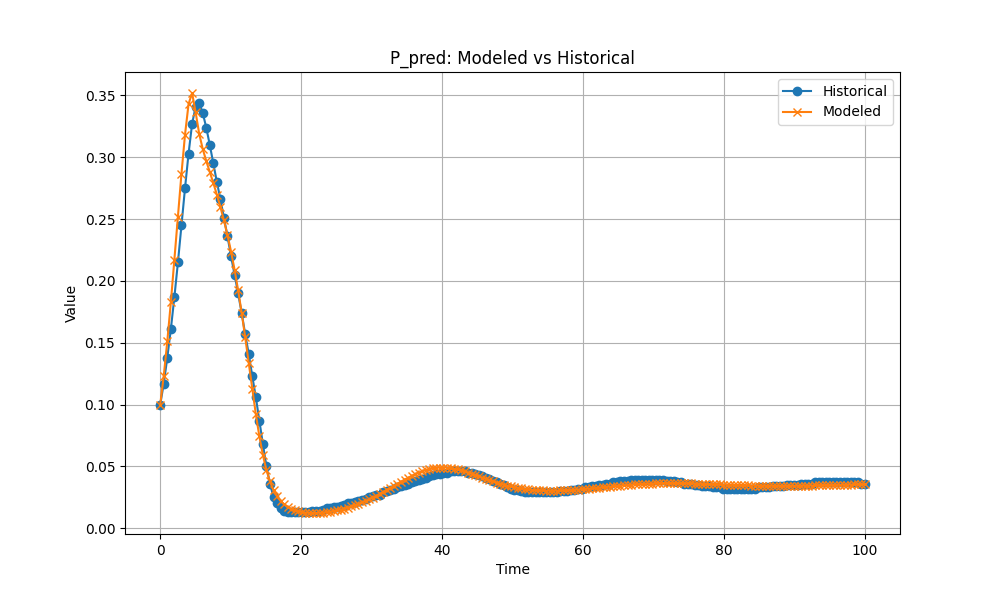 P_pred: Modeled vs Historical
Historical
Modeled
Value
0.35
0.30
0.25
0.20
0.15
0.10
0.05
0.00
0 20 40 60 80 100
Time